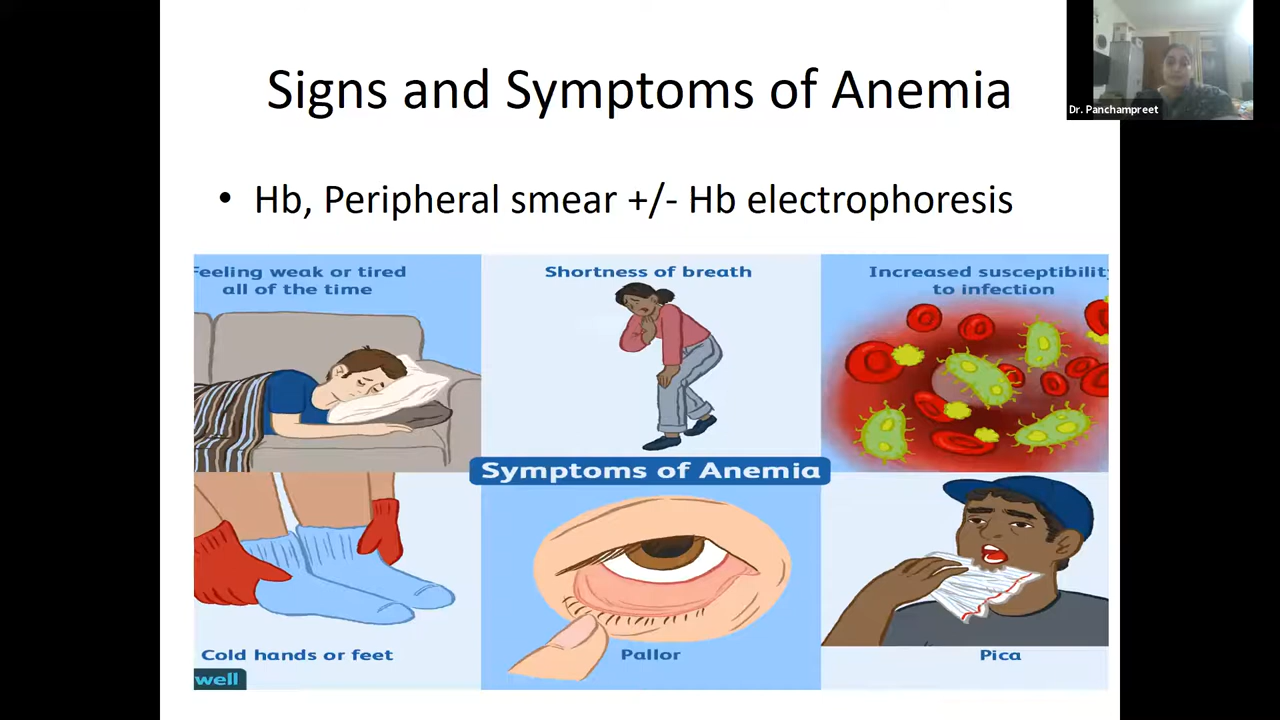 Signs and Symptoms of Anemia
Dr. Panchampreet
• Hb, Peripheral smear +/- Hb electrophoresis
Feeling weak or tired
all of the time
Shortness of breath
Increased susceptibility
to infection
Symptoms of Anemia
Cold hands or feet
Pallor
Pica
well